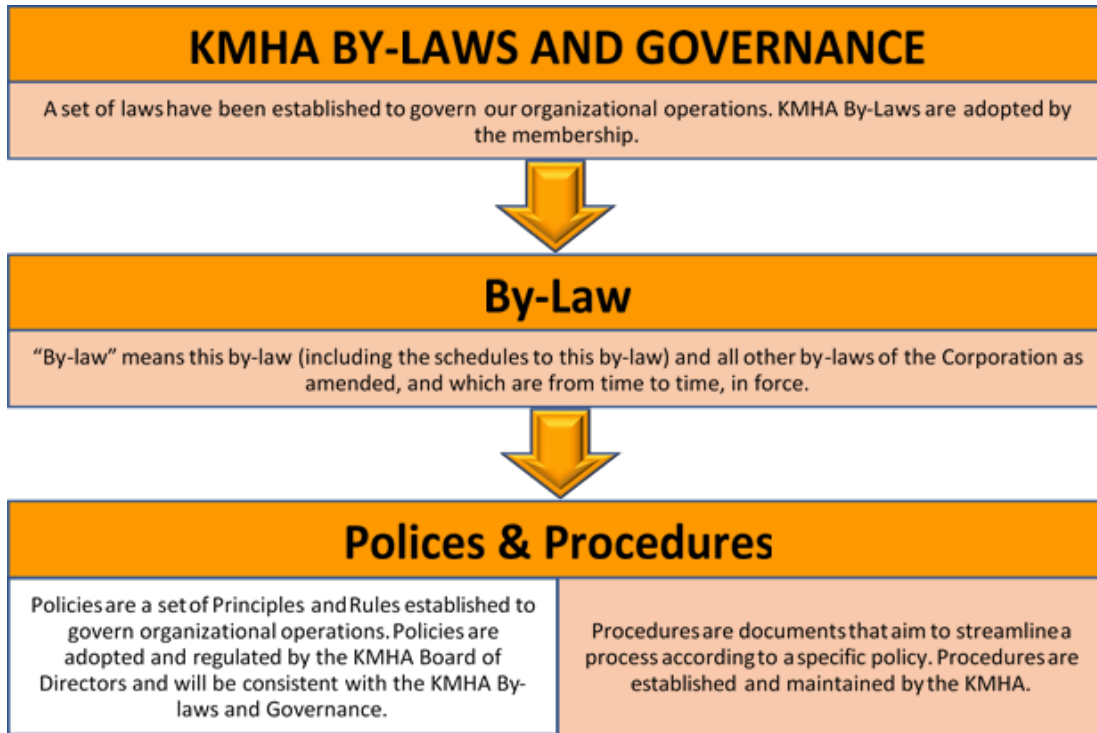 KMHA BY-LAWS AND GOVERNANCE
A set of laws have been established to govern our organizational operations. KMHA By-Laws are adopted by
the membership.
By-Law
“By-law” means this by-law (including the schedules to this by-law) and all other by-laws of the Corporation as
amended, and which are from time to time, in force.
Polices & Procedures
Policies are a set of Principles and Rules established to
govern organizational operations. Policies are
adopted and regulated by the KMHA Board of
Directors and will be consistent with the KMHA By-
laws and Governance.
Procedures are documents that aim to streamline a
process according to a specific policy. Procedures are
established and maintained by the KMHA.